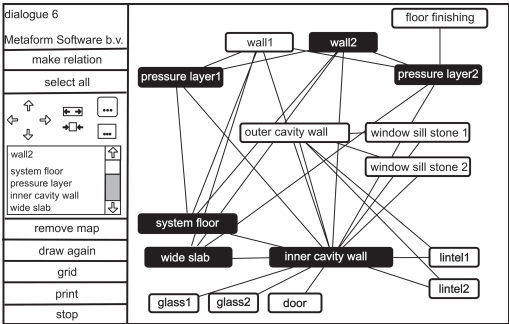 dialogue 6
Metaform Software b.v.
make relation
select all
...
...
wall2
system floor
pressure layer
inner cavity wall
wide slab
remove map
draw again
grid
print
stop
floor finishing
wall1
wall2
pressure layer1
pressure layer2
outer cavity wall
window sill stone 1
window sill stone 2
system floor
wide slab
inner cavity wall
lintel1
lintel2
glass1
glass2
door